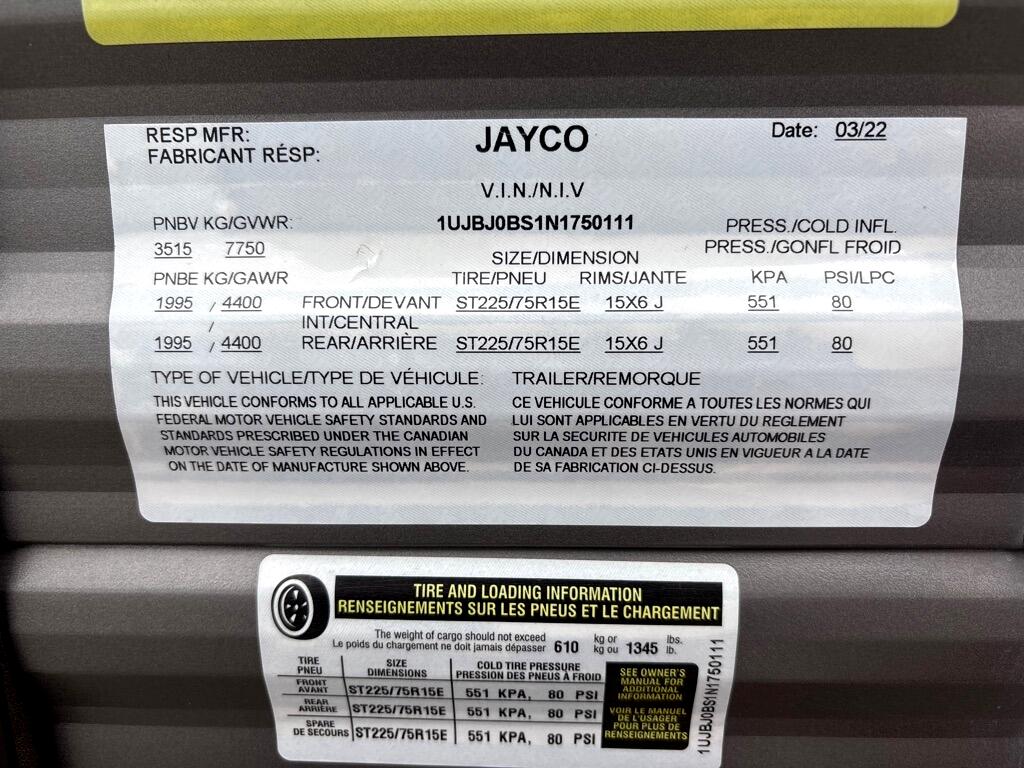 RESP MFR: JAYCO Date: 03/22
FABRICANT RÉSP:
V.I.N./N.I.V
PNBV KG/GVWR: 1UJBJ0BS1N1750111 PRESS./COLD INFL.
3515 7750 SIZE/DIMENSION PRESS./GONFL FROID
PNBE KG/GAWR TIRE/PNEU RIMS/JANTE KPA PSI/LPC
1995 / 4400 FRONT/DEVANT ST225/75R15E 15X6 J 551 80
/ INT/CENTRAL
1995 / 4400 REAR/ARRIÈRE ST225/75R15E 15X6 J 551 80
TYPE OF VEHICLE/TYPE DE VÉHICULE: TRAILER/REMORQUE
THIS VEHICLE CONFORMS TO ALL APPLICABLE U.S.
FEDERAL MOTOR VEHICLE SAFETY STANDARDS AND
STANDARDS PRESCRIBED UNDER THE CANADIAN
MOTOR VEHICLE SAFETY REGULATIONS IN EFFECT
ON THE DATE OF MANUFACTURE SHOWN ABOVE.
CE VEHICULE CONFORME A TOUTES LES NORMES QUI
LUI SONT APPLICABLES EN VERTU DU REGLEMENT
SUR LA SECURITE DE VEHICULES AUTOMOBILES
DU CANADA ET DES ETATS UNIS EN VIGUEUR A LA DATE
DE SA FABRICATION CI-DESSUS.
TIRE AND LOADING INFORMATION
RENSEIGNEMENTS SUR LES PNEUS ET LE CHARGEMENT
The weight of cargo should not exceed
Le poids du chargement ne doit jamais dépasser
610 kg or 1345 lbs.
kg ou lb.
TIRE SIZE COLD TIRE PRESSURE
PNEU DIMENSIONS PRESSION DES PNEUS À FROID
FRONT
AVANT ST225/75R15E 551 KPA, 80 PSI
REAR
ARRIÈRE ST225/75R15E 551 KPA, 80 PSI
SPARE
DE SECOURS ST225/75R15E 551 KPA, 80 PSI
SEE OWNER'S
MANUAL FOR
ADDITIONAL
INFORMATION
VOIR LE MANUEL
DE L'USAGER
POUR PLUS DE
RENSEIGNEMENTS
1UJBJ0BS1N1750111